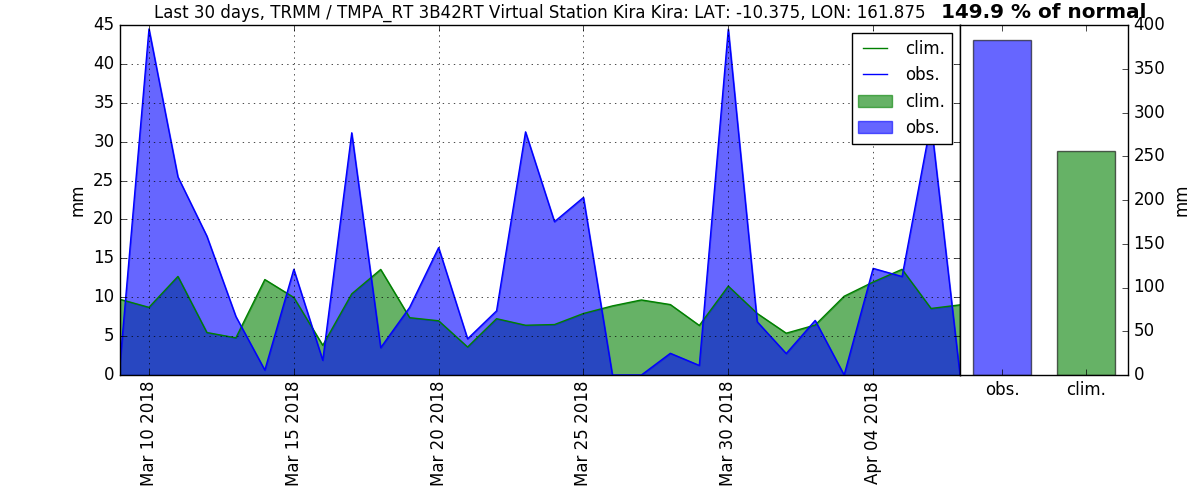 Last 30 days, TRMM / TMPA_RT 3B42RT Virtual Station Kira Kira: LAT: -10.375, LON: 161.875
149.9 % of normal
45
40
35
30
25
20
15
10
5
0
mm
clim.
obs.
clim.
obs.
400
350
300
250
200
150
100
50
0
mm
Mar 10 2018
Mar 15 2018
Mar 20 2018
Mar 25 2018
Mar 30 2018
Apr 04 2018
obs.
clim.